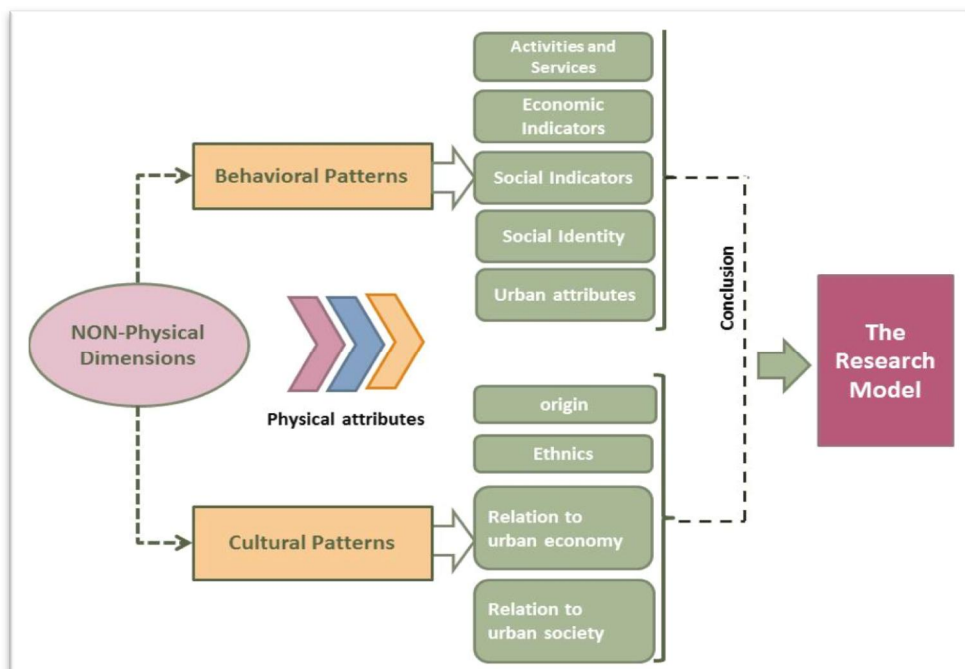 Activities and
Services
Economic
Indicators
Behavioral Patterns
Social Indicators
Social Identity
Urban attributes
NON-Physical
Dimensions
Physical attributes
Conclusion
The
Research
Model
origin
Ethnics
Cultural Patterns
Relation to
urban economy
Relation to
urban society